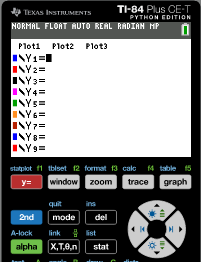 TEXAS INSTRUMENTS TI-84 Plus CE-T
PYTHON EDITION
NORMAL FLOAT AUTO REAL RADIAN MP
Plot1 Plot2 Plot3
\Y1=
\Y2=
\Y3=
\Y4=
\Y5=
\Y6=
\Y7=
\Y8=
\Y9=
statplot f1 tblset f2 format f3 calc f4 table f5
y= window zoom trace graph
quit ins
2nd mode del
A-lock link list
alpha X,T,θ,n stat